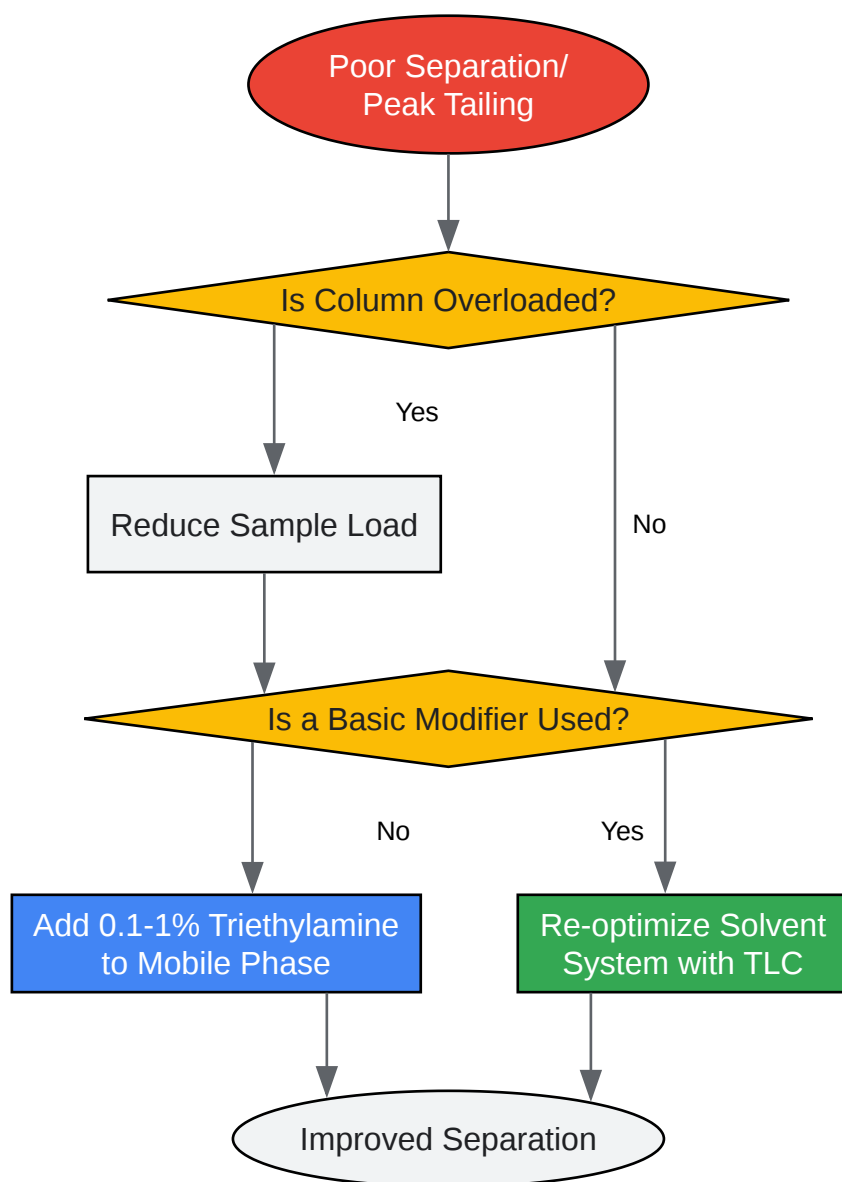 Poor Separation/
Peak Tailing
Is Column Overloaded?
Yes
Reduce Sample Load
No
Is a Basic Modifier Used?
No
Yes
Add 0.1-1% Triethylamine
to Mobile Phase
Re-optimize Solvent
System with TLC
Improved Separation